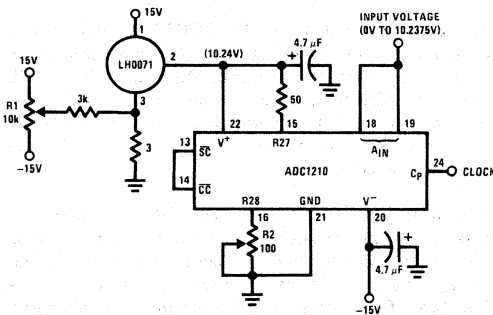 15V
1
LH0071
2
(10.24V)
3
15V
R1
10k
-15V
3k
3
4.7 μF
+
50
INPUT VOLTAGE
(0V TO 10.2375V)
22
15
18
19
V+
R27
AIN
13
SC
14
CC
ADC1210
CP
24
CLOCK
R28
GND
V-
16
21
20
R2
100
+
4.7 μF
-15V